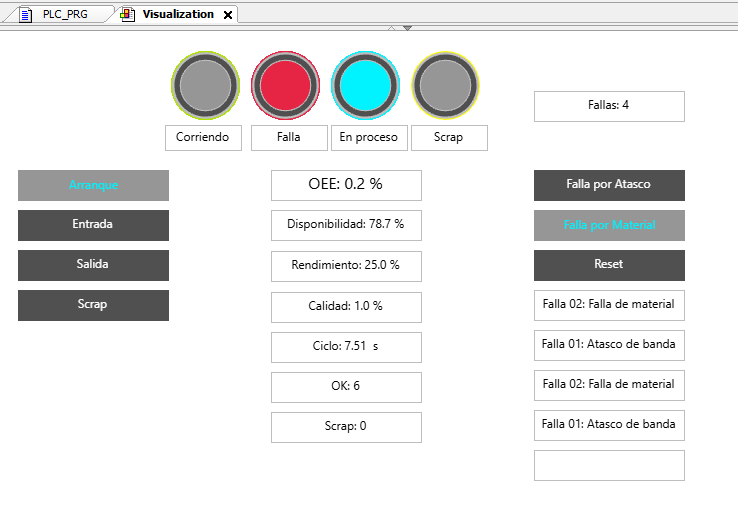 PLC_PRG
Visualization
Corriendo
Falla
En proceso
Scrap
Fallas: 4
Arranque
Entrada
Salida
Scrap
OEE: 0.2 %
Disponibilidad: 78.7 %
Rendimiento: 25.0 %
Calidad: 1.0 %
Ciclo: 7.51  s
OK: 6
Scrap: 0
Falla por Atasco
Falla por Material
Reset
Falla 02: Falla de material
Falla 01: Atasco de banda
Falla 02: Falla de material
Falla 01: Atasco de banda